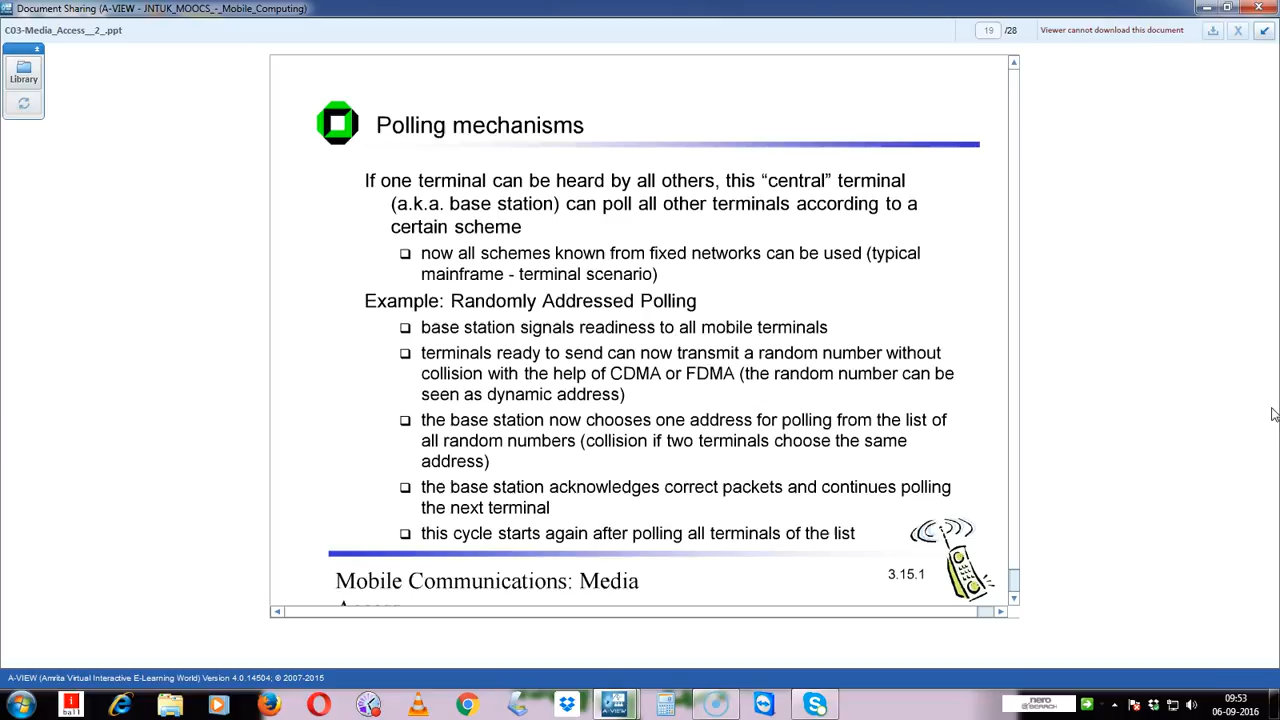 Document Sharing (A-VIEW - JNTUK_MOOCS_-_Mobile_Computing)
C03-Media_Access__2_.ppt
19 /28
Viewer cannot download this document
Library
Polling mechanisms
If one terminal can be heard by all others, this “central” terminal
(a.k.a. base station) can poll all other terminals according to a
certain scheme
now all schemes known from fixed networks can be used (typical
mainframe - terminal scenario)
Example: Randomly Addressed Polling
base station signals readiness to all mobile terminals
terminals ready to send can now transmit a random number without
collision with the help of CDMA or FDMA (the random number can be
seen as dynamic address)
the base station now chooses one address for polling from the list of
all random numbers (collision if two terminals choose the same
address)
the base station acknowledges correct packets and continues polling
the next terminal
this cycle starts again after polling all terminals of the list
3.15.1
Mobile Communications: Media
A-VIEW (Amrita Virtual Interactive E-Learning World) Version 4.0.14504; © 2007-2015
iball
A-VIEW
nero
SEARCH
09:53
06-09-2016